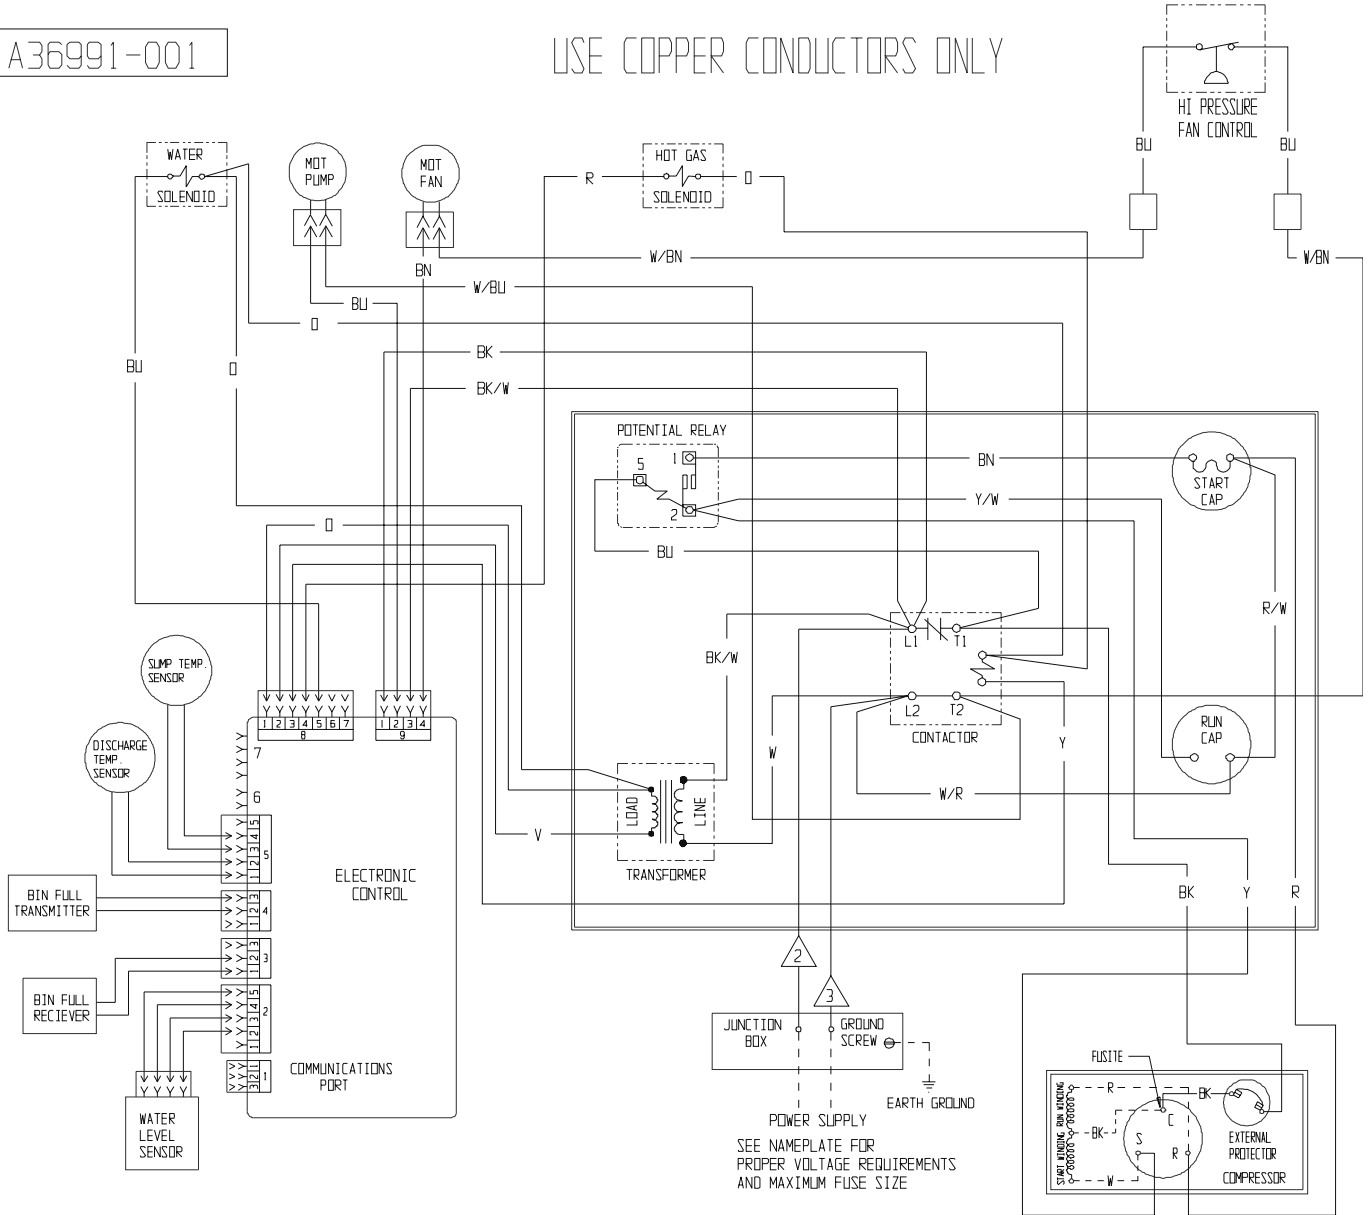 A36991-001
USE COPPER CONDUCTORS ONLY
HI PRESSURE
FAN CONTROL
BU
BU
WATER
SOLENOID
MOT
PUMP
MOT
FAN
HOT GAS
SOLENOID
R
O
W/BN
W/BN
BN
W/BU
BU
O
BK
BU
O
BK/W
POTENTIAL RELAY
5
1
2
BN
START
CAP
Y/W
O
BU
R/W
L1
T1
BK/W
SUMP TEMP.
SENSOR
1 2 3 4 5 6 7
8
1 2 3 4
9
L2
T2
CONTACTOR
RUN
CAP
W
Y
DISCHARGE
TEMP.
SENSOR
7
6
W/R
LOAD
LINE
V
TRANSFORMER
5
4
3
2
1
5
ELECTRONIC
CONTROL
BK
Y
R
BIN FULL
TRANSMITTER
3
2
1
4
3
2
1
3
2
3
BIN FULL
RECIEVER
5
4
3
2
1
2
JUNCTION
BOX
GROUND
SCREW
COMMUNICATIONS
PORT
1
2
3
1
EARTH GROUND
POWER SUPPLY
SEE NAMEPLATE FOR
PROPER VOLTAGE REQUIREMENTS
AND MAXIMUM FUSE SIZE
WATER
LEVEL
SENSOR
FUSITE
START WINDING RUN WINDING
R
BK
BK
W
C
S
R
EXTERNAL
PROTECTOR
COMPRESSOR